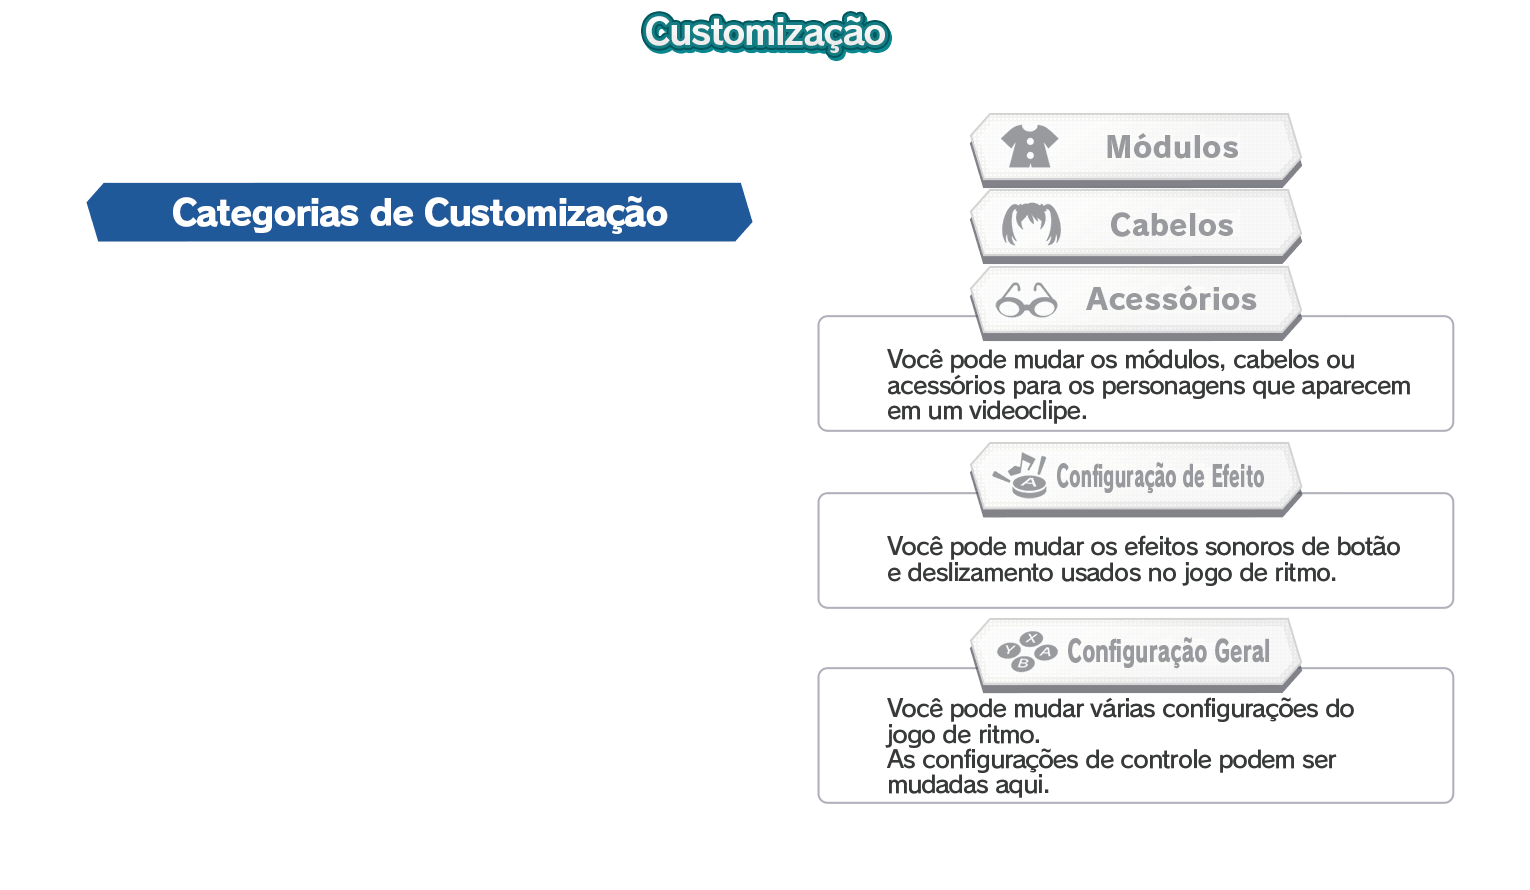 Customização
Categorias de Customização
Módulos
Cabelos
Acessórios
Você pode mudar os módulos, cabelos ou
acessórios para os personagens que aparecem
em um videoclipe.
A
Configuração de Efeito
Você pode mudar os efeitos sonoros de botão
e deslizamento usados no jogo de ritmo.
X
Y A
B
Configuração Geral
Você pode mudar várias configurações do
jogo de ritmo.
As configurações de controle podem ser
mudadas aqui.